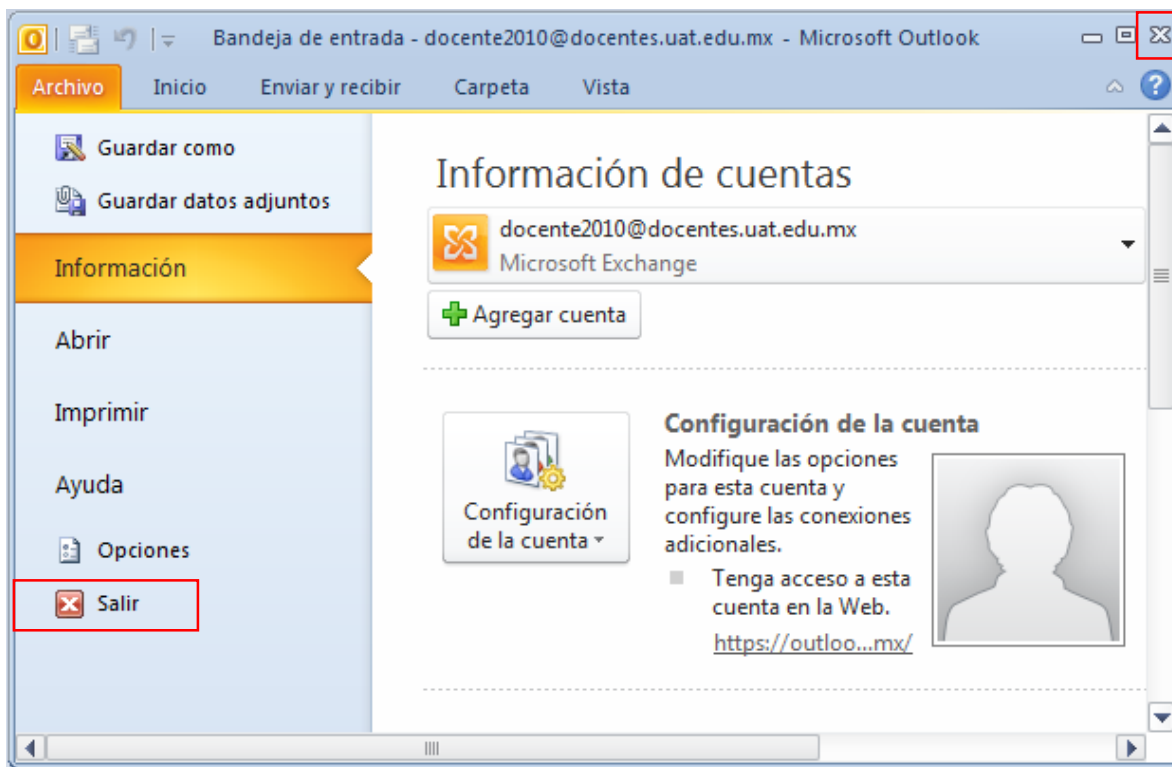 Bandeja de entrada - docente2010@docentes.uat.edu.mx - Microsoft Outlook
Archivo Inicio Enviar y recibir Carpeta Vista
Guardar como
Guardar datos adjuntos
Información
Abrir
Imprimir
Ayuda
Opciones
Salir
Información de cuentas
docente2010@docentes.uat.edu.mx
Microsoft Exchange
Agregar cuenta
Configuración
de la cuenta
Configuración de la cuenta
Modifique las opciones
para esta cuenta y
configure las conexiones
adicionales.
Tenga acceso a esta
cuenta en la Web.
https://outloo...mx/